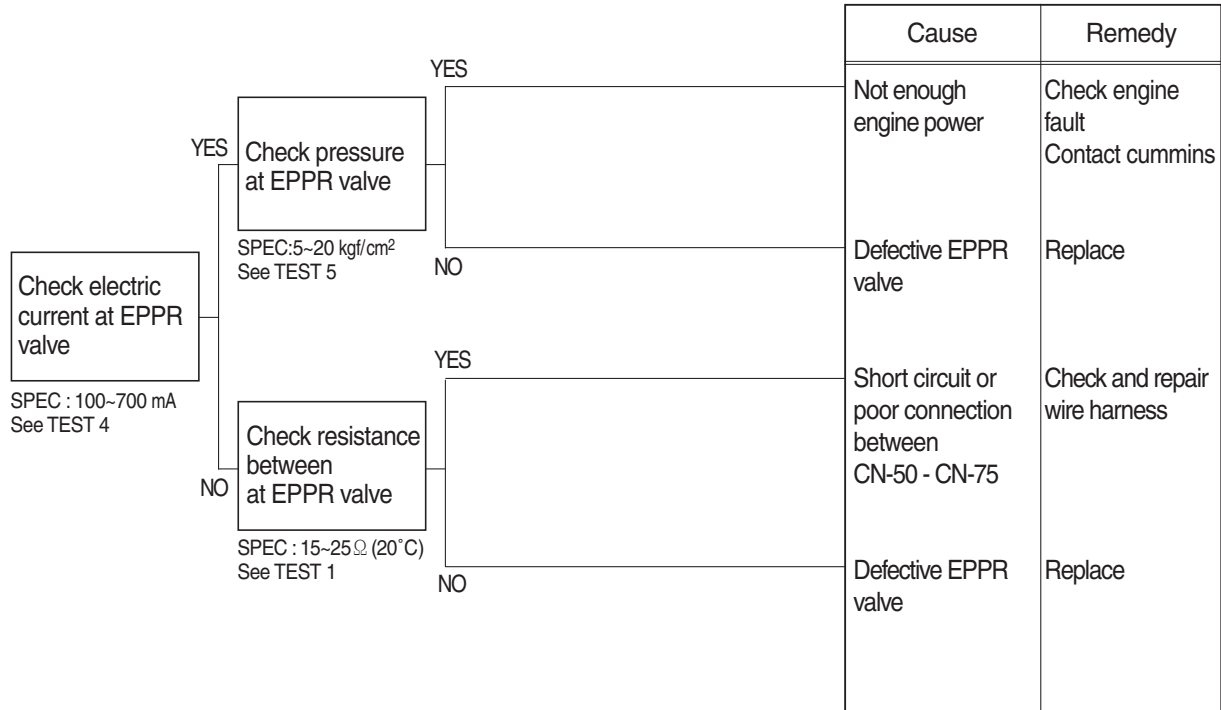 Cause
Remedy
YES
Not enough
engine power
Check engine
fault
Contact cummins
YES
Check pressure
at EPPR valve
SPEC:5~20 kgf/cm²
See TEST 5
NO
Defective EPPR
valve
Replace
Check electric
current at EPPR
valve
SPEC : 100~700 mA
See TEST 4
YES
Short circuit or
poor connection
between
CN-50 - CN-75
Check and repair
wire harness
NO
Check resistance
between
at EPPR valve
SPEC : 15~25Ω (20˚C)
See TEST 1
NO
Defective EPPR
valve
Replace